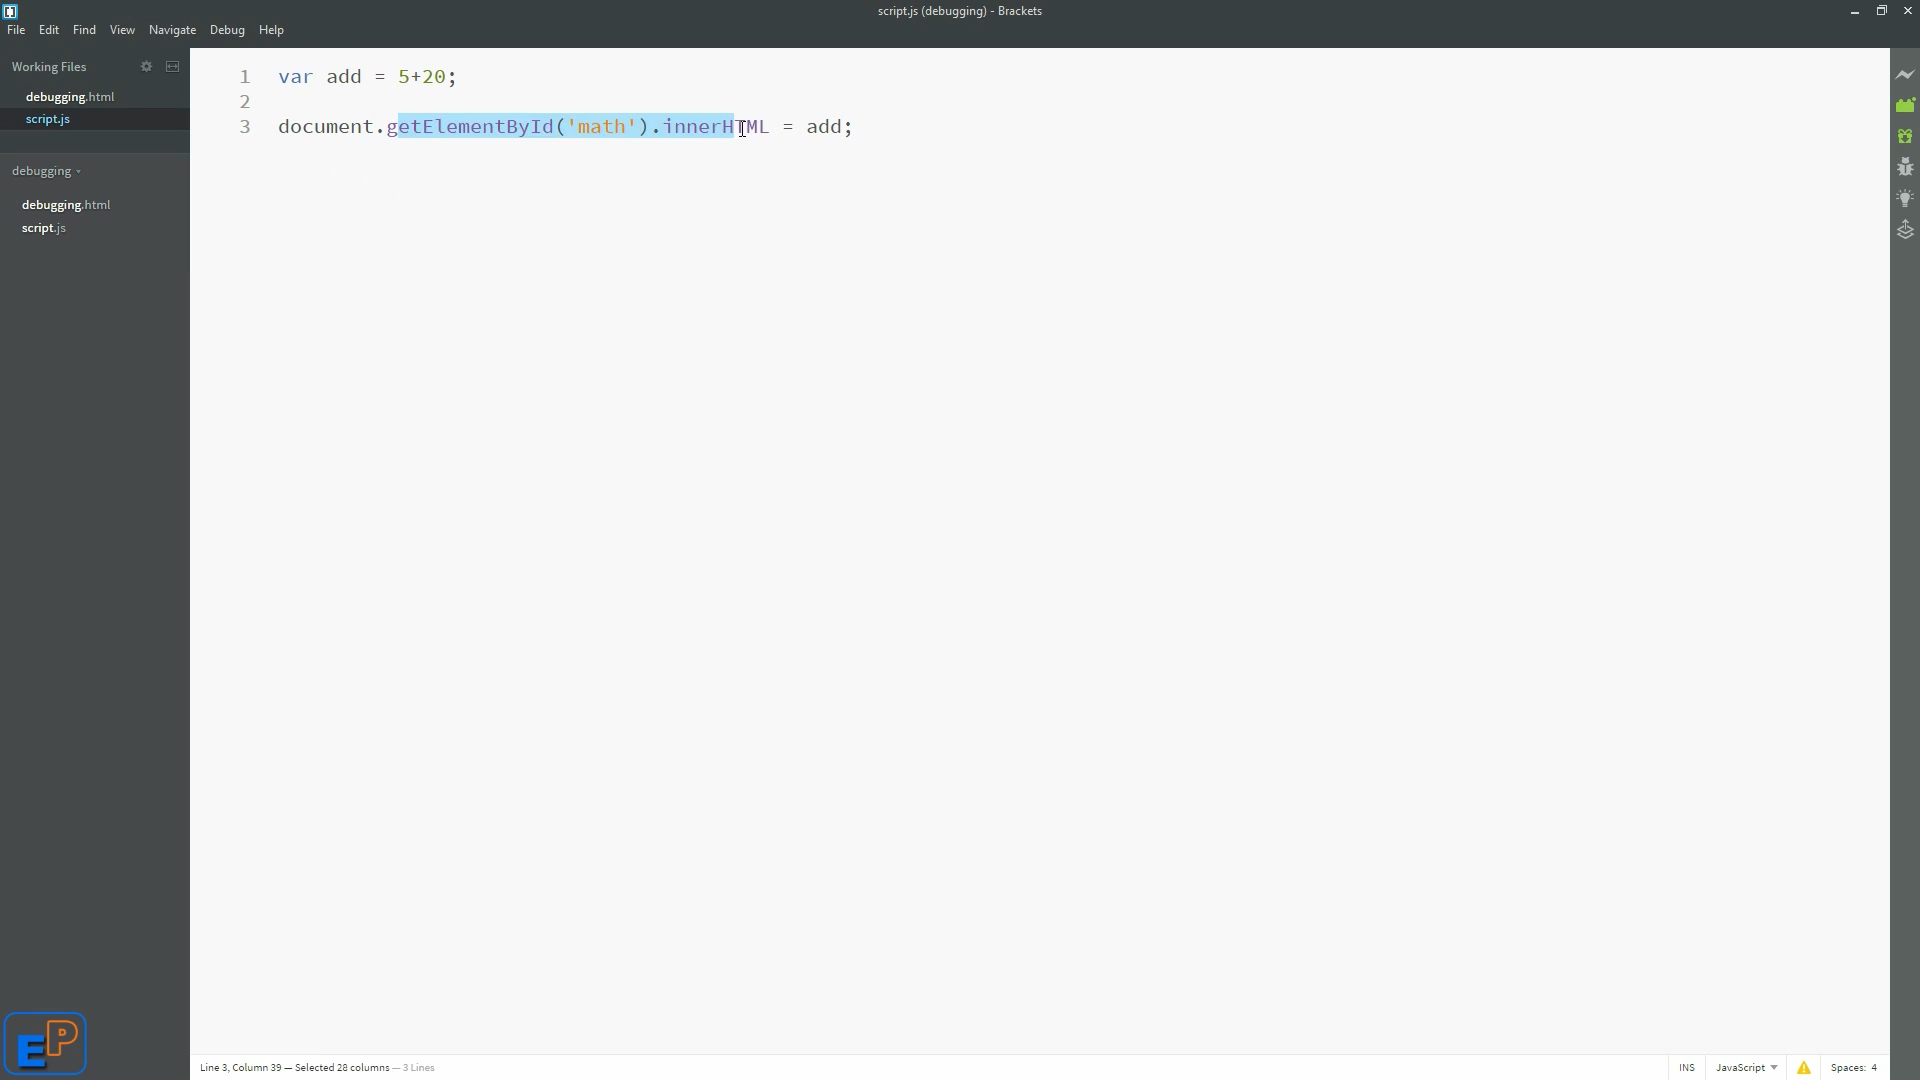 script.js (debugging) - Brackets
File Edit Find View Navigate Debug Help
Working Files
debugging.html
script.js
debugging
debugging.html
script.js
1 var add = 5+20;
2
3 document.getElementById('math').innerHTML = add;
EP
Line 3, Column 39 — Selected 28 columns — 3 Lines
INS JavaScript Spaces: 4